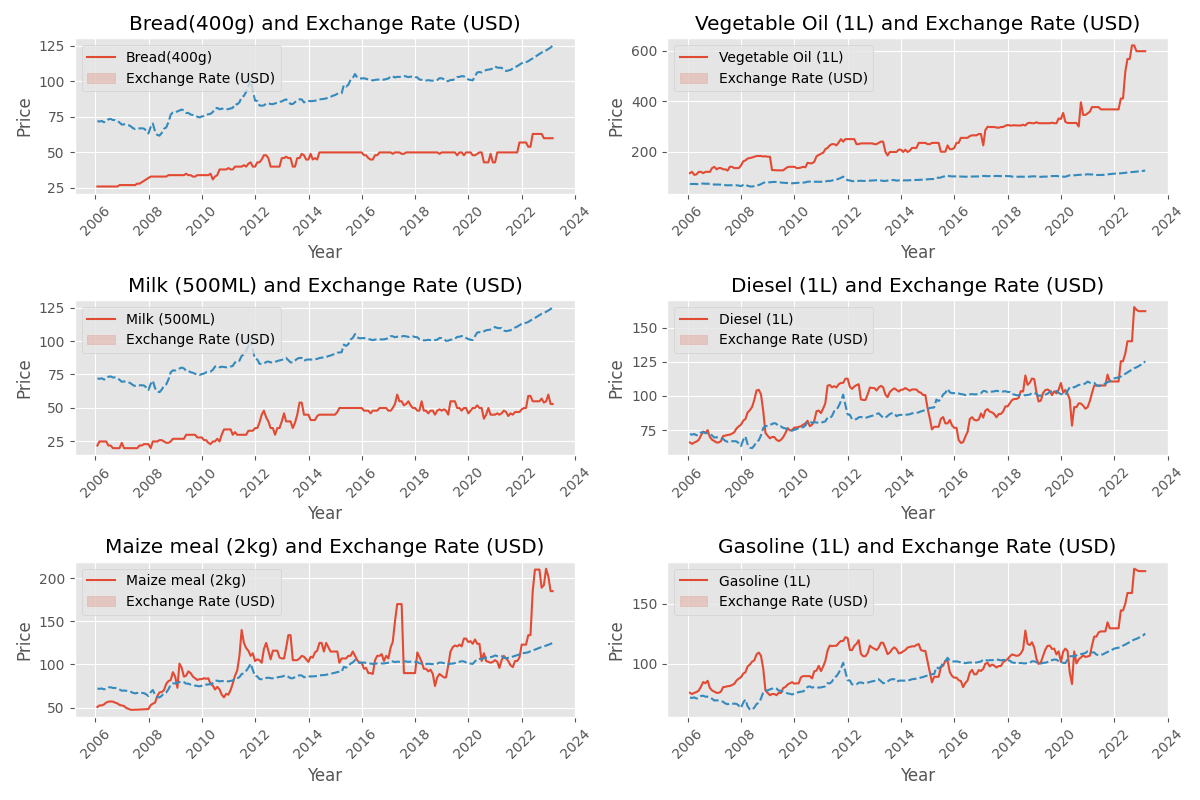 Bread(400g) and Exchange Rate (USD)
Bread(400g)
Exchange Rate (USD)
Price
125
100
75
50
25
2006 2008 2010 2012 2014 2016 2018 2020 2022 2024
Year
Vegetable Oil (1L) and Exchange Rate (USD)
Vegetable Oil (1L)
Exchange Rate (USD)
Price
600
400
200
2006 2008 2010 2012 2014 2016 2018 2020 2022 2024
Year
Milk (500ML) and Exchange Rate (USD)
Milk (500ML)
Exchange Rate (USD)
Price
125
100
75
50
25
2006 2008 2010 2012 2014 2016 2018 2020 2022 2024
Year
Diesel (1L) and Exchange Rate (USD)
Diesel (1L)
Exchange Rate (USD)
Price
150
125
100
75
2006 2008 2010 2012 2014 2016 2018 2020 2022 2024
Year
Maize meal (2kg) and Exchange Rate (USD)
Maize meal (2kg)
Exchange Rate (USD)
Price
200
150
100
50
2006 2008 2010 2012 2014 2016 2018 2020 2022 2024
Year
Gasoline (1L) and Exchange Rate (USD)
Gasoline (1L)
Exchange Rate (USD)
Price
150
100
2006 2008 2010 2012 2014 2016 2018 2020 2022 2024
Year